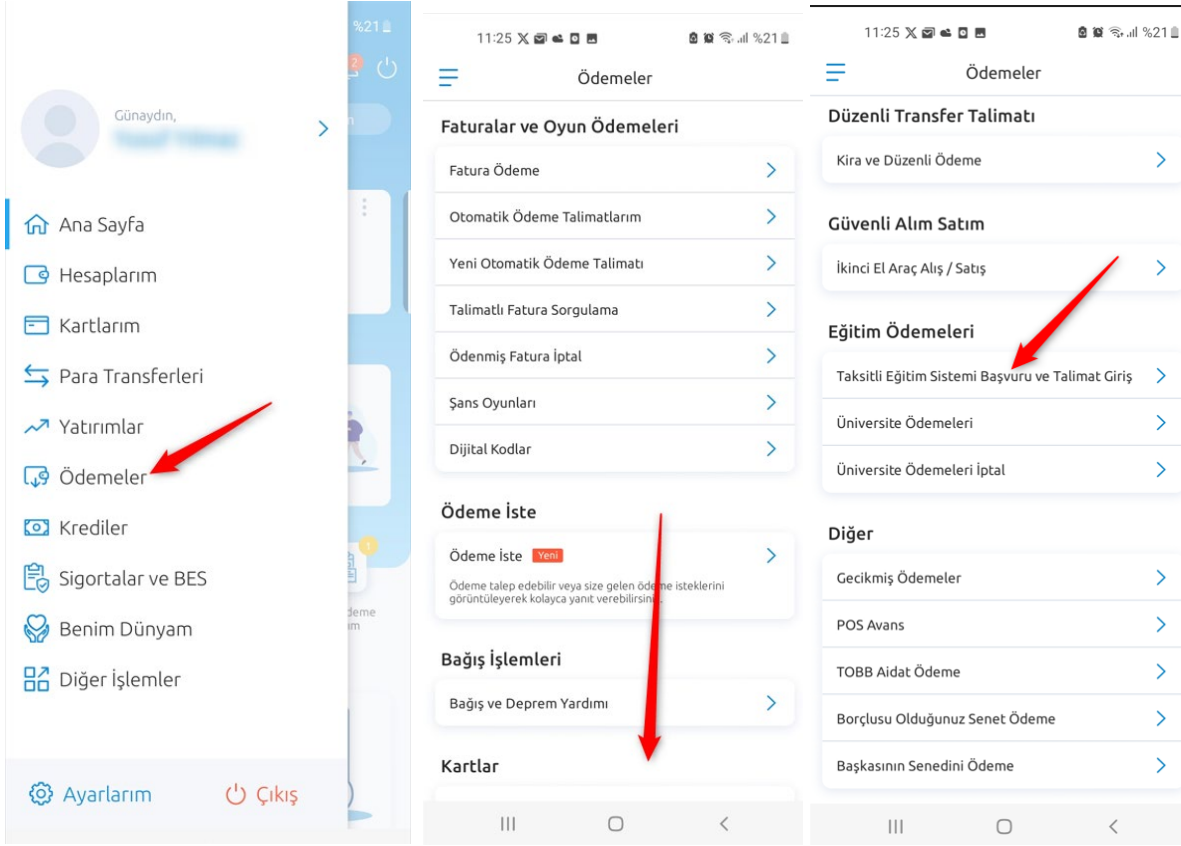 %21
2
Günaydın,
Ana Sayfa
Hesaplarım
Kartlarım
Para Transferleri
Yatırımlar
Ödemeler
Krediler
Sigortalar ve BES
1
deme
ım
Benim Dünyam
Diğer İşlemler
Ayarlarım
Çıkış
11:25
%21
Ödemeler
Faturalar ve Oyun Ödemeleri
Fatura Ödeme
Otomatik Ödeme Talimatlarım
Yeni Otomatik Ödeme Talimatı
Talimatlı Fatura Sorgulama
Ödenmiş Fatura İptal
Şans Oyunları
Dijital Kodlar
Ödeme İste
Ödeme İste Yeni
Ödeme talep edebilir veya size gelen ödeme isteklerini
görüntüleyerek kolayca yanıt verebilirsiniz.
Bağış İşlemleri
Bağış ve Deprem Yardımı
Kartlar
11:25
%21
Ödemeler
Düzenli Transfer Talimatı
Kira ve Düzenli Ödeme
Güvenli Alım Satım
İkinci El Araç Alış / Satış
Eğitim Ödemeleri
Taksitli Eğitim Sistemi Başvuru ve Talimat Giriş
Üniversite Ödemeleri
Üniversite Ödemeleri İptal
Diğer
Gecikmiş Ödemeler
POS Avans
TOBB Aidat Ödeme
Borçlusu Olduğunuz Senet Ödeme
Başkasının Senedini Ödeme